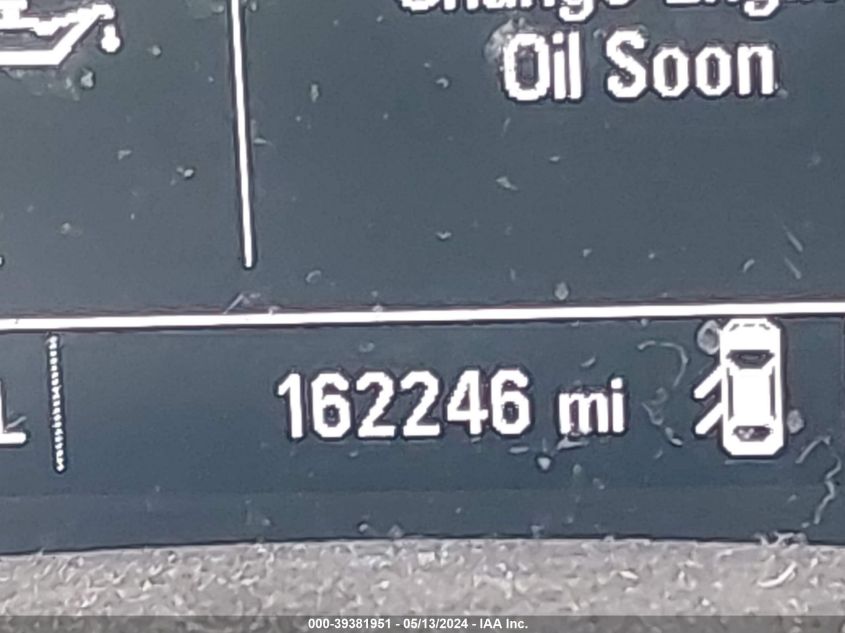 Oil Soon
L
162246 mi
000-39381951 - 05/13/2024 - IAA Inc.